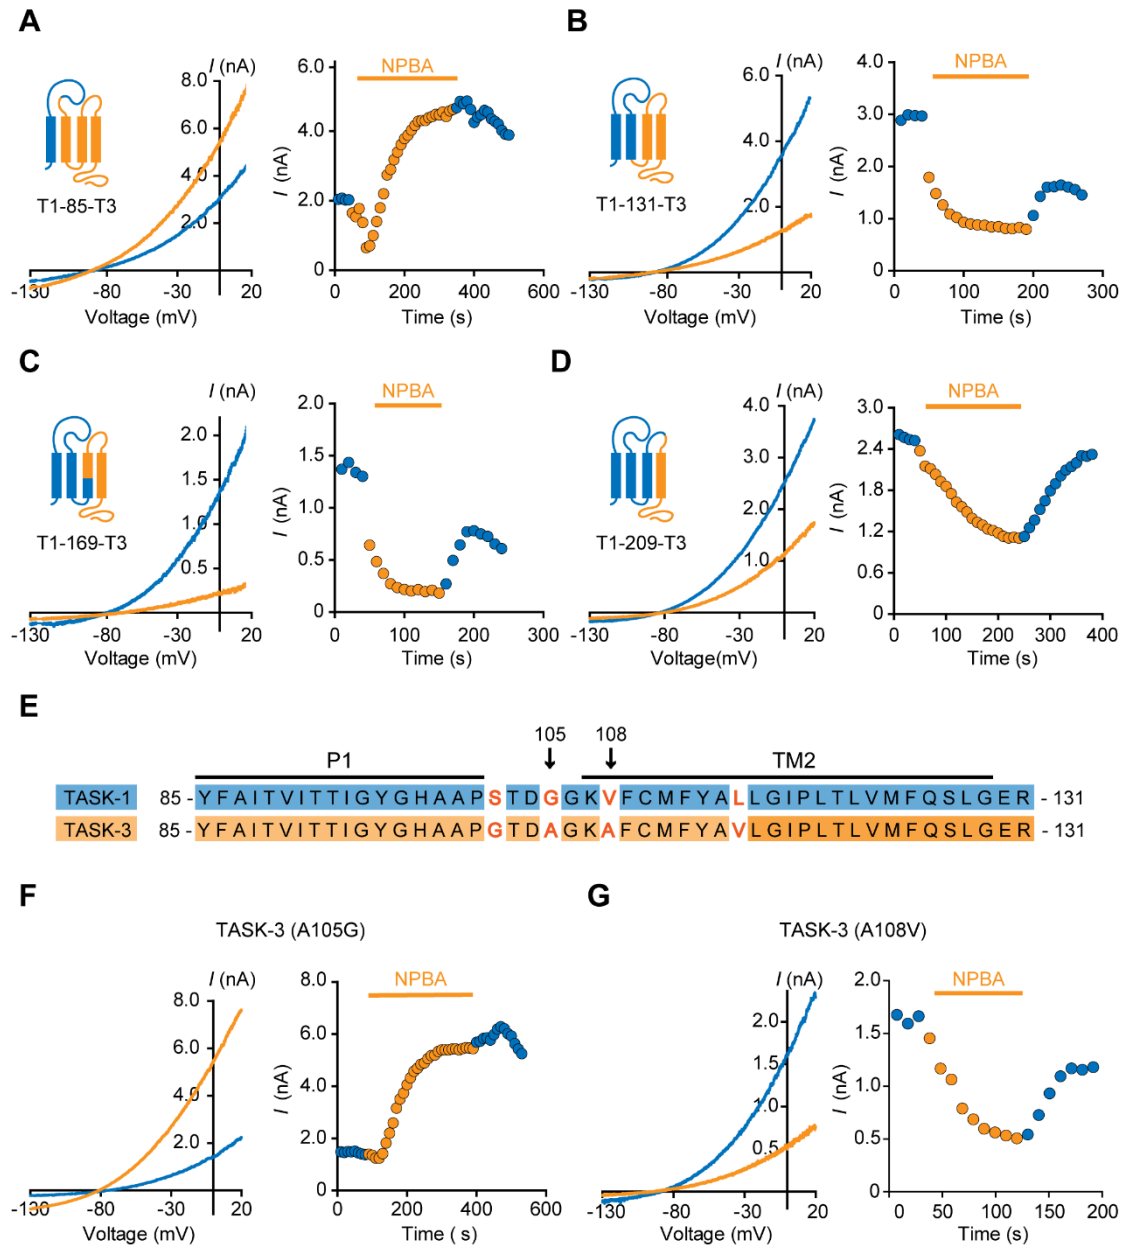 A
I (nA)
8.0
6.0
4.0
2.0
-130
-80
-30
20
Voltage (mV)
T1-85-T3
NPBA
6.0
4.0
2.0
0
I (nA)
0
200
400
600
Time (s)
B
I (nA)
6.0
4.0
2.0
-130
-80
-30
20
Voltage (mV)
T1-131-T3
NPBA
4.0
3.0
2.0
1.0
0
I (nA)
0
100
200
300
Time (s)
C
I (nA)
2.0
1.5
1.0
0.5
-130
-80
-30
20
Voltage (mV)
T1-169-T3
NPBA
2.0
1.5
1.0
0.5
0
I (nA)
0
100
200
300
Time (s)
D
I (nA)
4.0
3.0
2.0
1.0
-130
-80
-30
20
Voltage(mV)
T1-209-T3
NPBA
3.0
2.4
1.8
1.2
0.6
0
I (nA)
0
100
200
300
400
Time (s)
E
105 108
P1 TM2
TASK-1 85 - YFAITVITTIGYGHAAPSTDGGKVFCMFYALLGIPLTLVMFQSLGER - 131
TASK-3 85 - YFAITVITTIGYGHAAPGTDAGKAFCMFYAVLGIPLTLVMFQSLGER - 131
F
TASK-3 (A105G)
I (nA)
8.0
6.0
4.0
2.0
-130
-80
-30
20
Voltage (mV)
NPBA
8.0
6.0
4.0
2.0
0
I (nA)
0
200
400
600
Time ( s)
G
TASK-3 (A108V)
I (nA)
2.0
1.5
1.0
0.5
-130
-80
-30
20
Voltage (mV)
NPBA
2.0
1.5
1.0
0.5
0
I (nA)
0
50
100
150
200
Time (s)